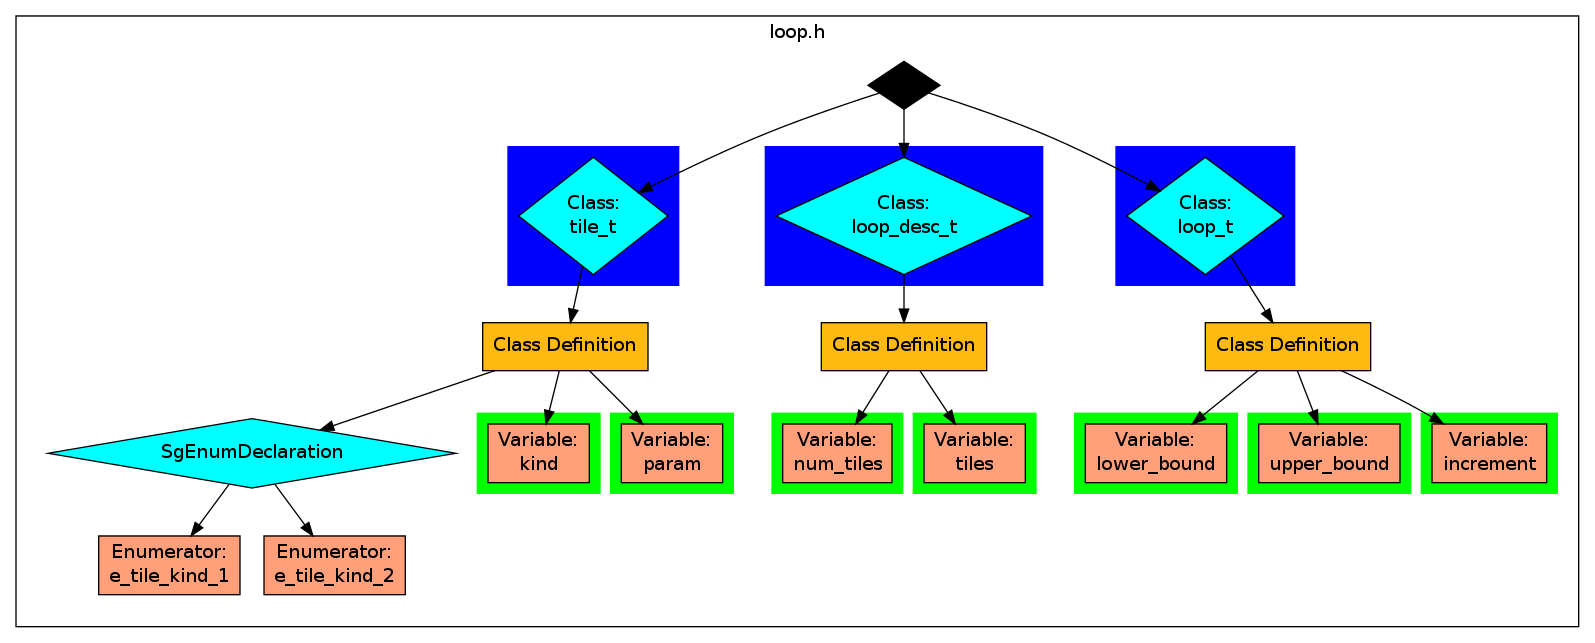 loop.h
Class:
tile_t
Class:
loop_desc_t
Class:
loop_t
Class Definition
Class Definition
Class Definition
SgEnumDeclaration
Variable:
kind
Variable:
param
Variable:
num_tiles
Variable:
tiles
Variable:
lower_bound
Variable:
upper_bound
Variable:
increment
Enumerator:
e_tile_kind_1
Enumerator:
e_tile_kind_2